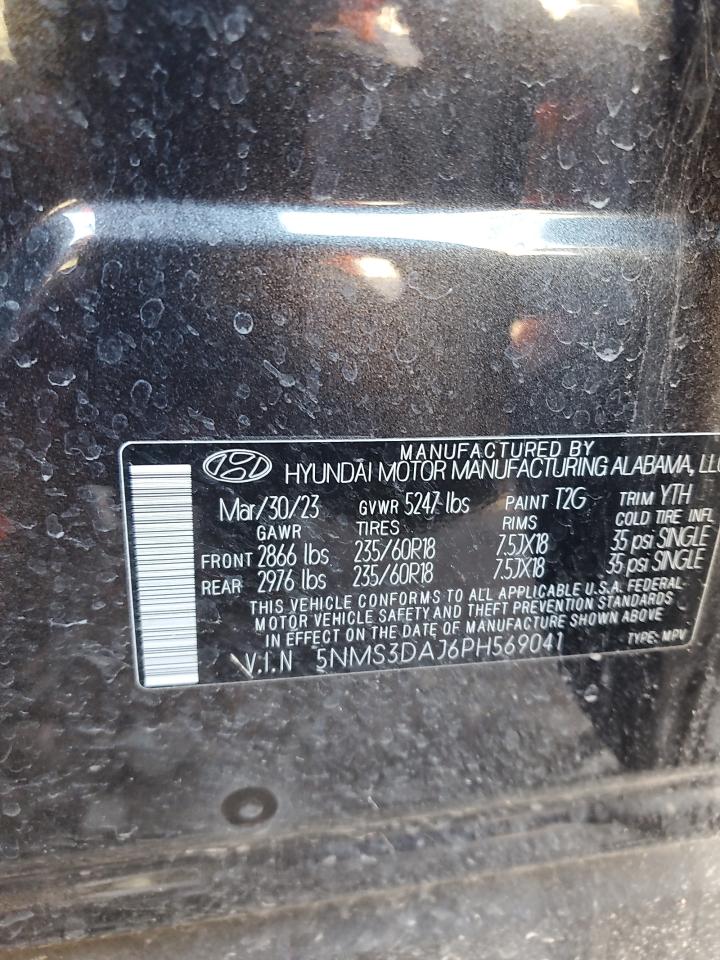 MANUFACTURED BY
HYUNDAI MOTOR MANUFACTURING ALABAMA, LLC
Mar/30/23 GVWR 5247 lbs PAINT T2G TRIM YTH
GAWR TIRES RIMS COLD TIRE INFL
FRONT 2866 lbs 235/60R18 7.5JX18 35 psi SINGLE
REAR 2976 lbs 235/60R18 7.5JX18 35 psi SINGLE
THIS VEHICLE CONFORMS TO ALL APPLICABLE U.S.A. FEDERAL
MOTOR VEHICLE SAFETY AND THEFT PREVENTION STANDARDS
IN EFFECT ON THE DATE OF MANUFACTURE SHOWN ABOVE
V.I.N 5NMS3DAJ6PH569041 TYPE: MPV